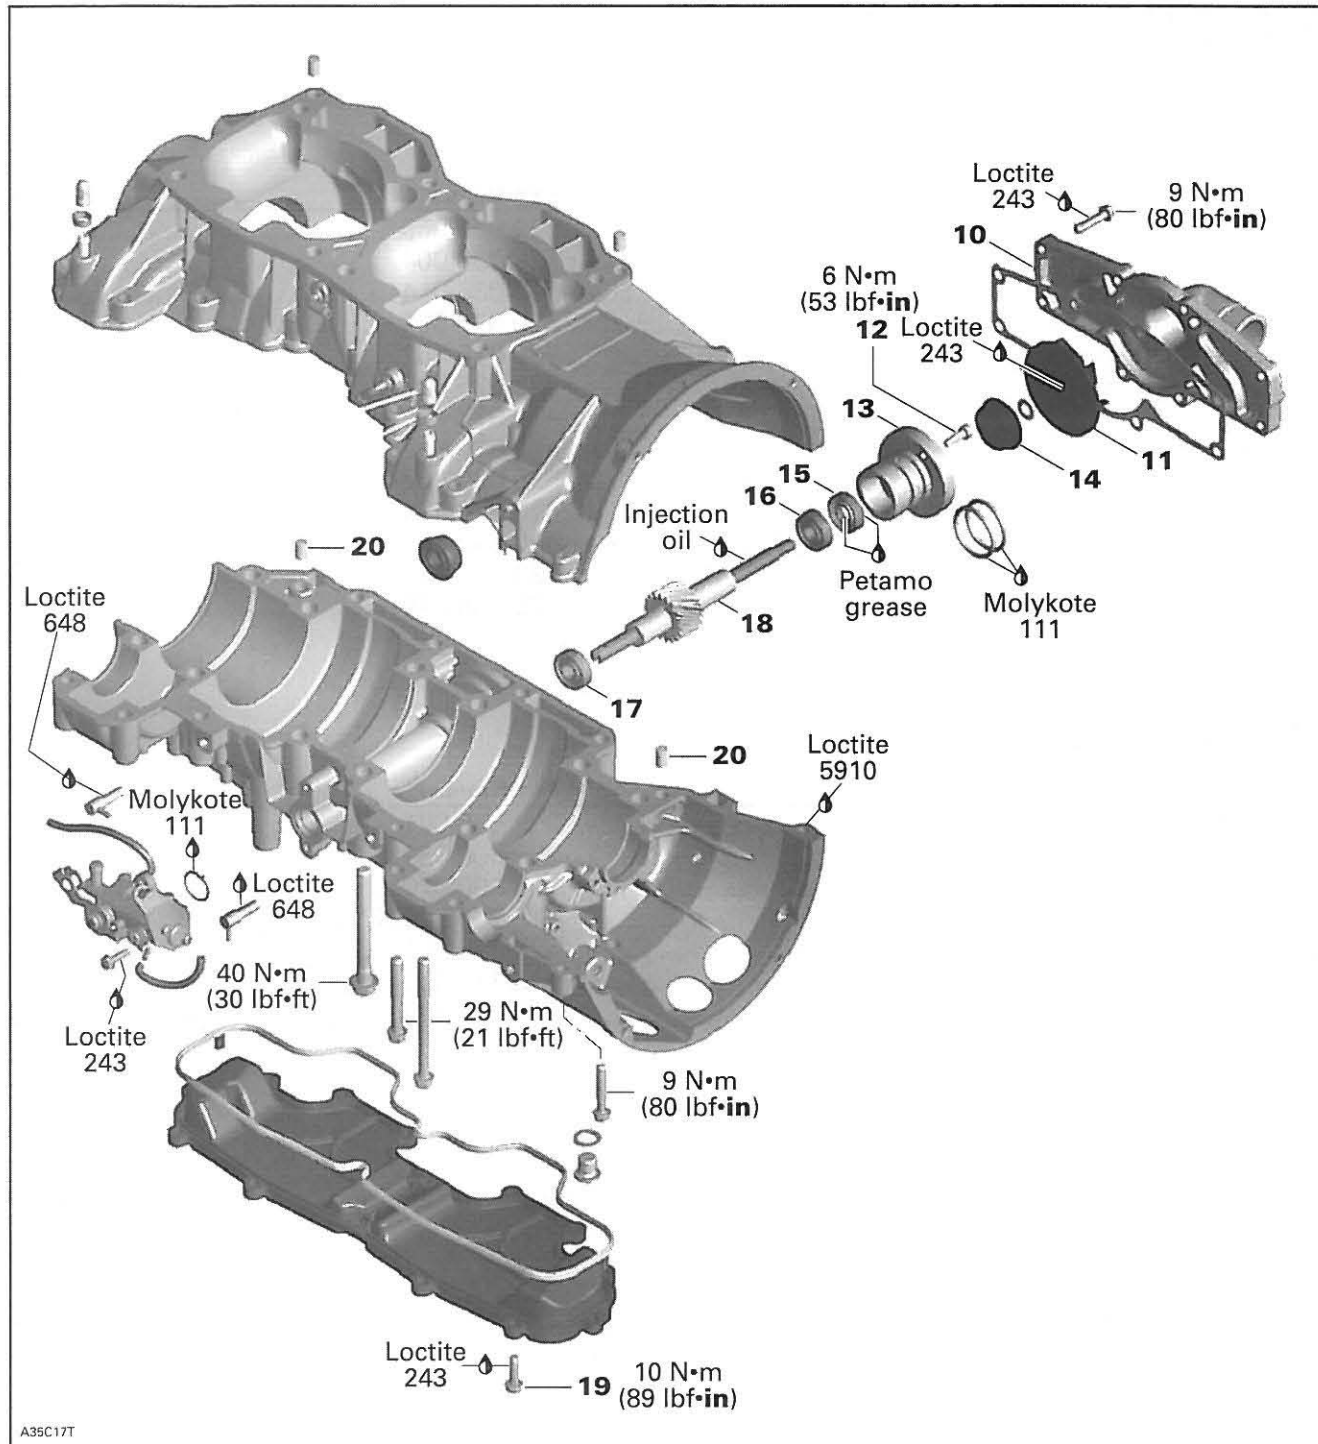 Loctite
243
9 N•m
(80 lbf•in)
10
6 N•m
(53 lbf•in)
12
Loctite
243
13
11
14
15
16
Injection
oil
Petamo
grease
Molykote
111
18
20
17
Loctite
648
20
Loctite
5910
Molykote
111
Loctite
648
40 N•m
(30 lbf•ft)
29 N•m
(21 lbf•ft)
Loctite
243
9 N•m
(80 lbf•in)
Loctite
243
19
10 N•m
(89 lbf•in)
A35C17T